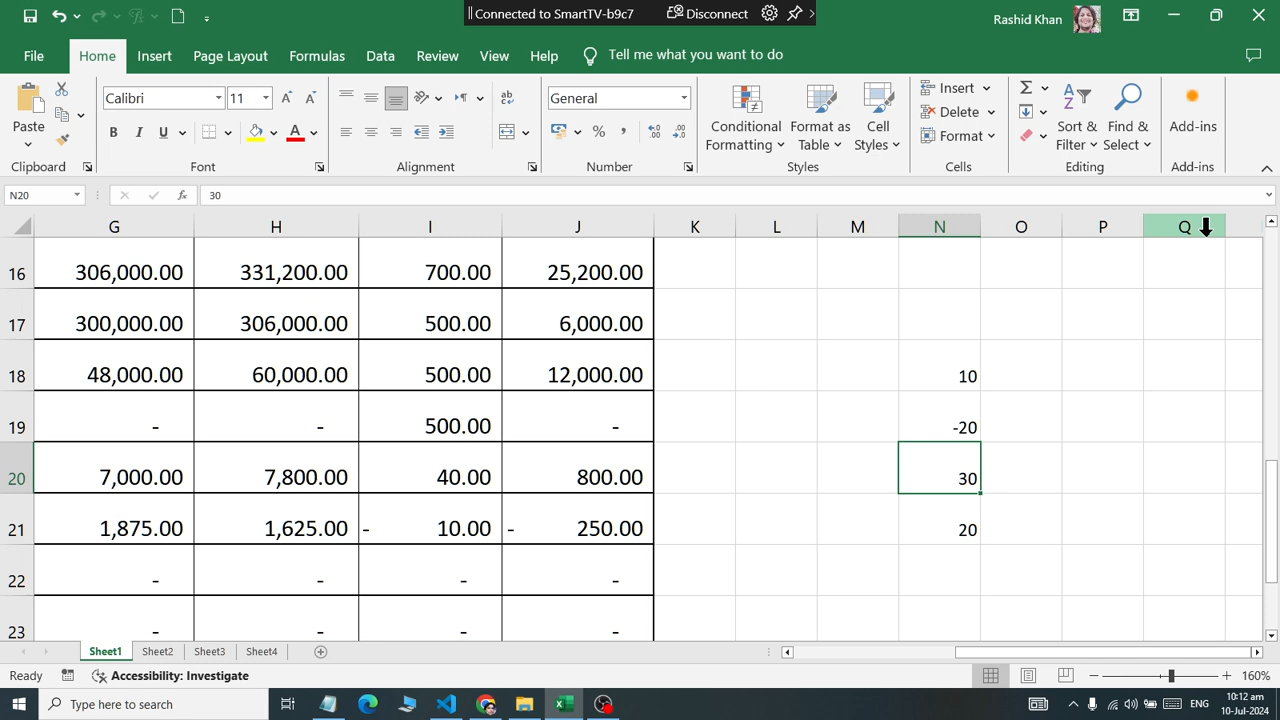 Connected to SmartTV-b9c7 Disconnect
Rashid Khan
File Home Insert Page Layout Formulas Data Review View Help Tell me what you want to do
Paste
Clipboard
Calibri 11
B I U A
Font
Alignment
General
% ,
Number
Conditional Formatting
Format as Table
Cell Styles
Styles
Insert
Delete
Format
Cells
Sort & Filter
Find & Select
Editing
Add-ins
Add-ins
N20 fx 30
G H I J K L M N O P Q
16 306,000.00 331,200.00 700.00 25,200.00
17 300,000.00 306,000.00 500.00 6,000.00
18 48,000.00 60,000.00 500.00 12,000.00 10
19 - - 500.00 - -20
20 7,000.00 7,800.00 40.00 800.00 30
21 1,875.00 1,625.00 - 10.00 - 250.00 20
22 - - - -
23 - - - -
Sheet1 Sheet2 Sheet3 Sheet4
Ready Accessibility: Investigate 160%
Type here to search
ENG
10:12 am
10-Jul-2024